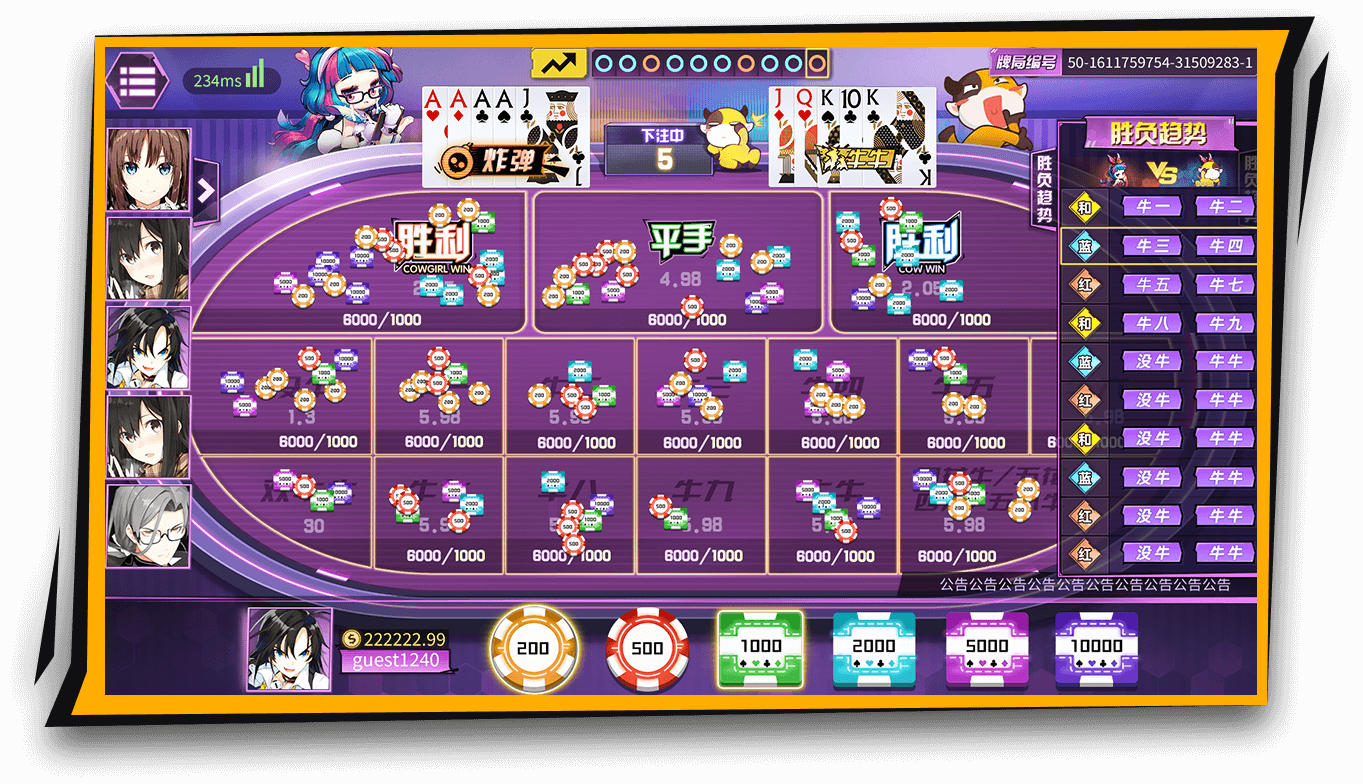 234ms
牌局编号 50-1611759754-31509283-1
A A A A J
炸弹
下注中
5
J Q K 10 K
牛牛
胜负趋势
胜负趋势
VS
和 牛一 牛二
蓝 牛三 牛四
红 牛五 牛七
和 牛八 牛九
蓝 没牛 牛牛
红 没牛 牛牛
和 没牛 牛牛
蓝 没牛 牛牛
红 没牛 牛牛
红 没牛 牛牛
胜利
COWGIRL WIN
6000/1000
平手
4.98
6000/1000
胜利
COW WIN
2.05
6000/1000
1.3
6000/1000
5.98
6000/1000
6000/1000
6000/1000
5.98
6000/1000
6000/1000
30
6000/1000
牛八
6000/1000
牛九
5.98
6000/1000
6000/1000
5.98
6000/1000
公告公告公告公告公告公告公告公告公告公告
222222.99
guest1240
200
500
1000
2000
5000
10000